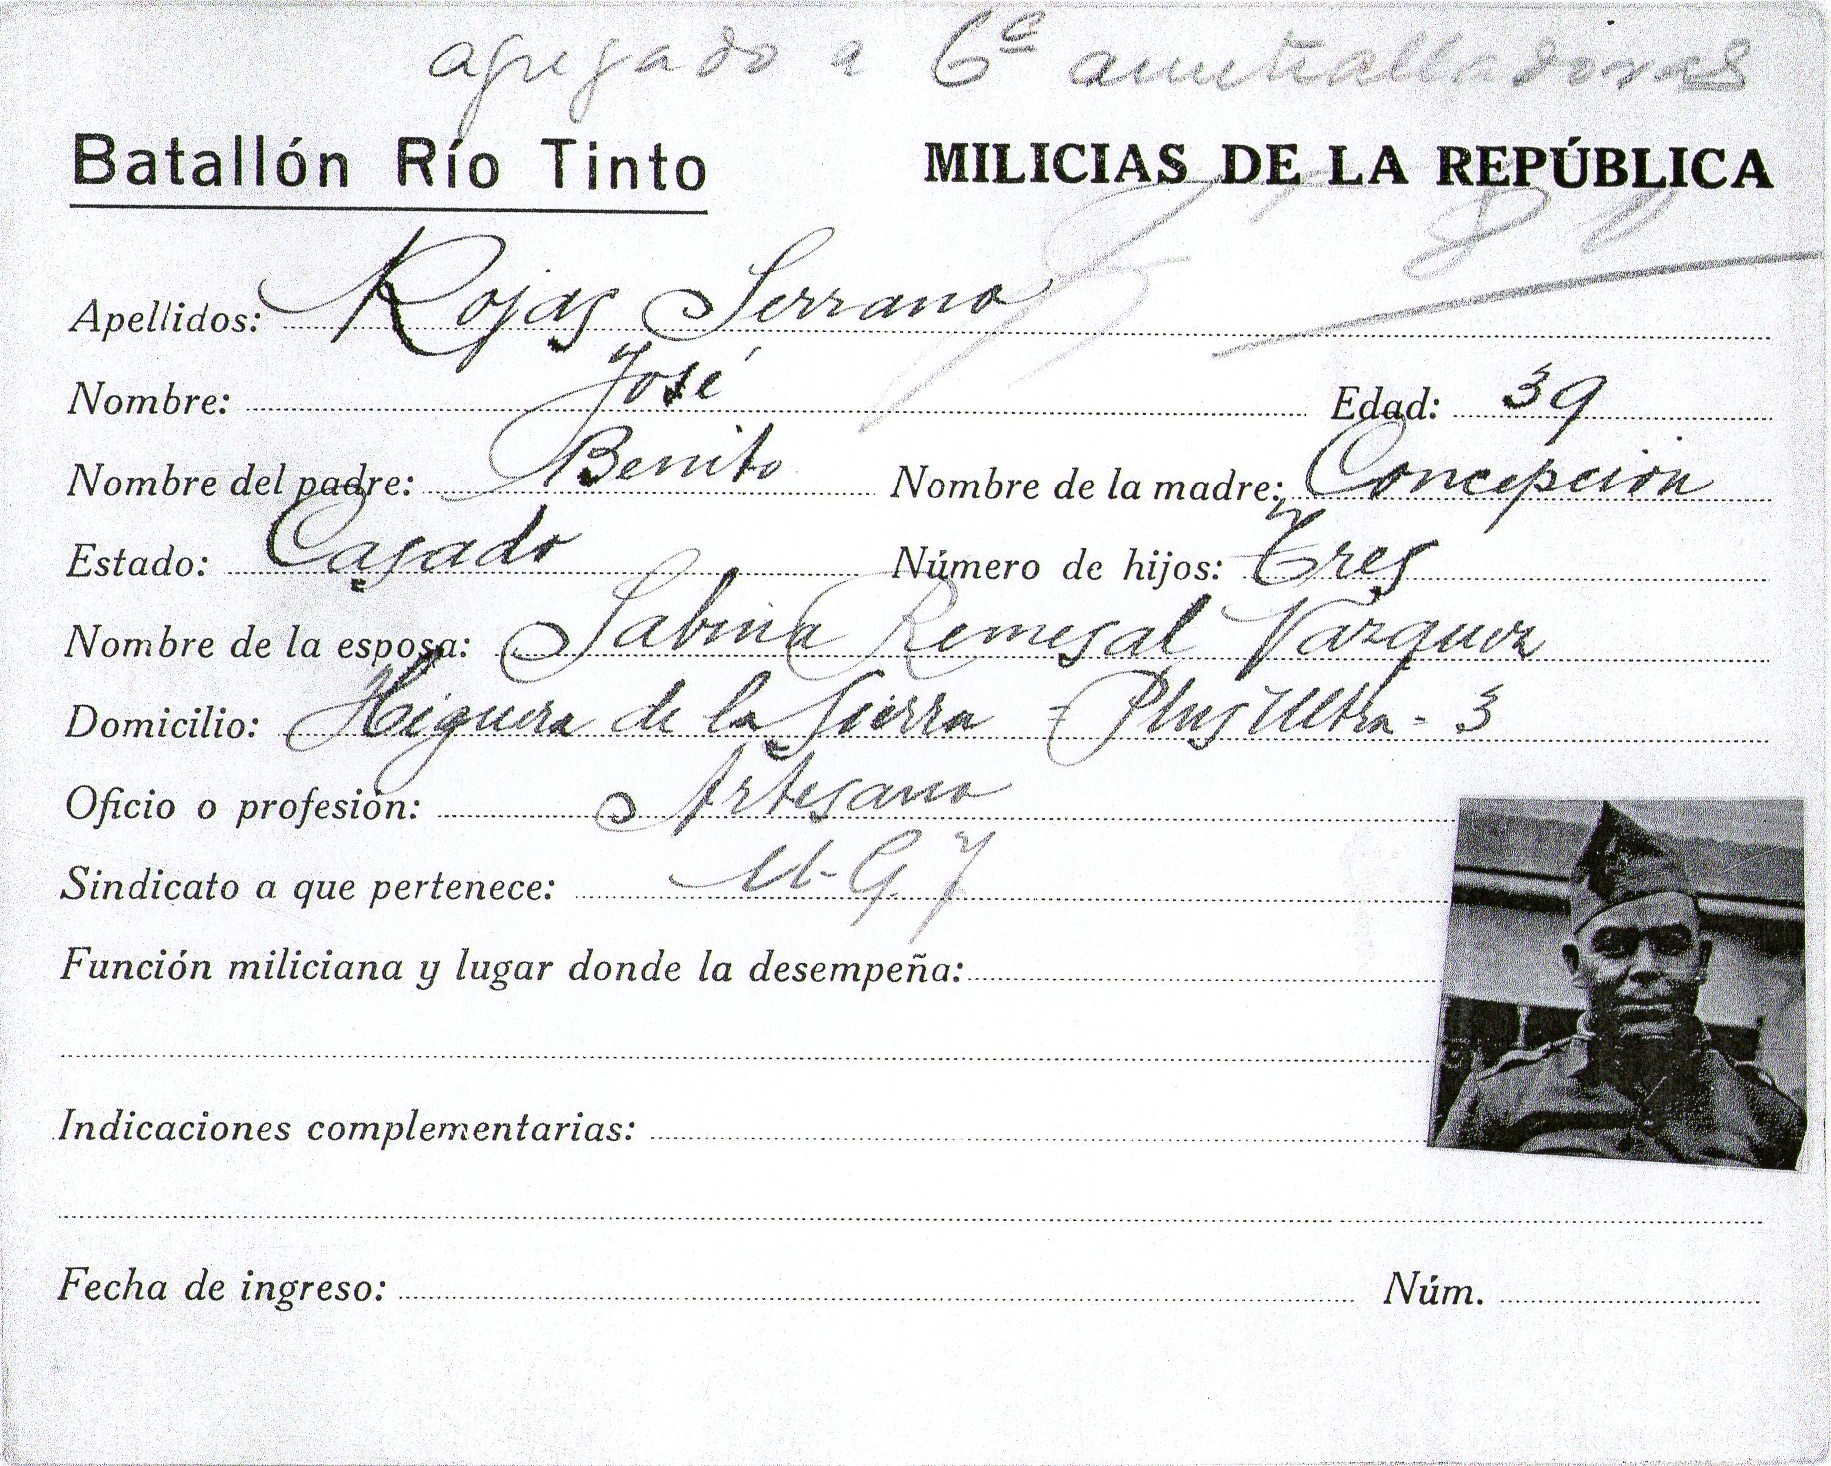 agregado a 6ª ametralladoras
Batallón Río Tinto MILICIAS DE LA REPÚBLICA
Apellidos: Rojas Serrano
Nombre: José Edad: 39
Nombre del padre: Benito Nombre de la madre: Concepción
Estado: Casado Número de hijos: Tres
Nombre de la esposa: Sabina Remesal Vazquez
Domicilio: Higuera de la Sierra - Plus Ultra - 3
Oficio o profesión: Artesano
Sindicato a que pertenece: U-G.T
Función miliciana y lugar donde la desempeña:
Indicaciones complementarias:
Fecha de ingreso: Núm.